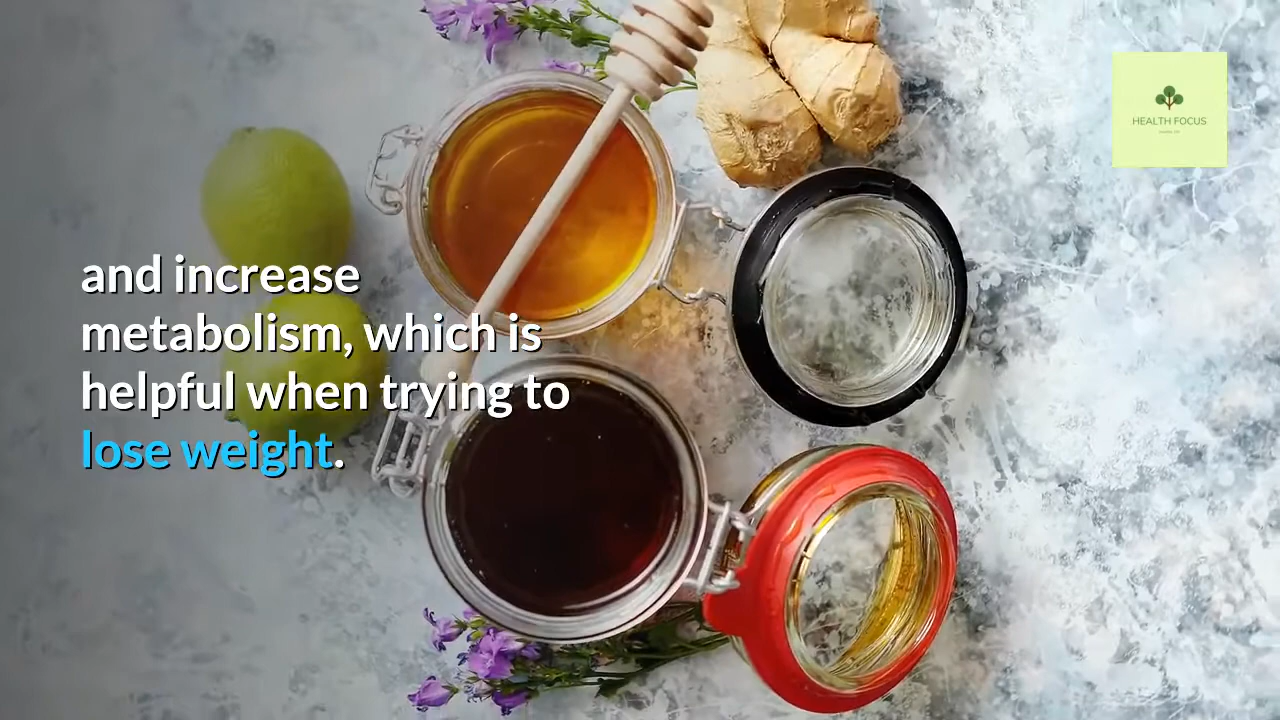 and increase
metabolism, which is
helpful when trying to
lose weight.
HEALTH FOCUS